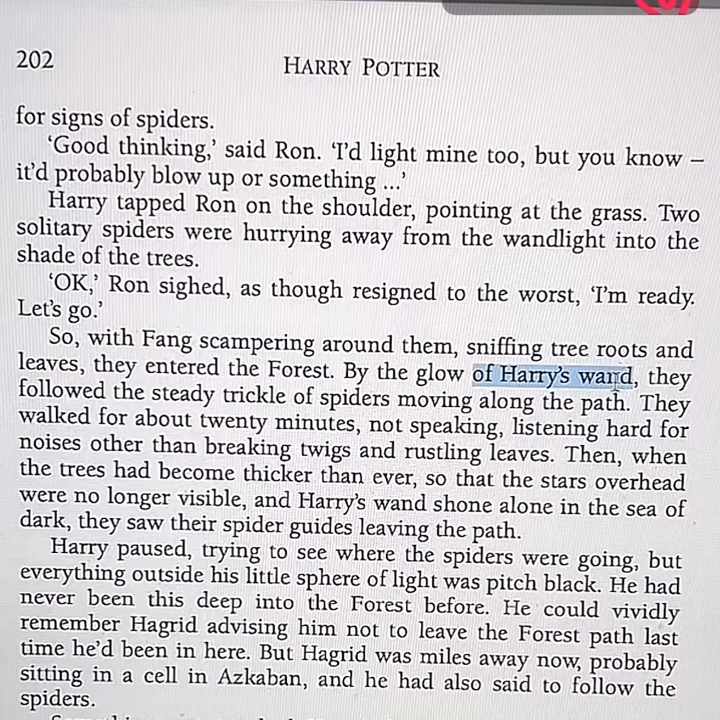 202
HARRY POTTER
for signs of spiders.
‘Good thinking,’ said Ron. ‘I’d light mine too, but you know –
it’d probably blow up or something ...’
Harry tapped Ron on the shoulder, pointing at the grass. Two
solitary spiders were hurrying away from the wandlight into the
shade of the trees.
‘OK,’ Ron sighed, as though resigned to the worst, ‘I’m ready.
Let’s go.’
So, with Fang scampering around them, sniffing tree roots and
leaves, they entered the Forest. By the glow of Harry’s wand, they
followed the steady trickle of spiders moving along the path. They
walked for about twenty minutes, not speaking, listening hard for
noises other than breaking twigs and rustling leaves. Then, when
the trees had become thicker than ever, so that the stars overhead
were no longer visible, and Harry’s wand shone alone in the sea of
dark, they saw their spider guides leaving the path.
Harry paused, trying to see where the spiders were going, but
everything outside his little sphere of light was pitch black. He had
never been this deep into the Forest before. He could vividly
remember Hagrid advising him not to leave the Forest path last
time he’d been in here. But Hagrid was miles away now, probably
sitting in a cell in Azkaban, and he had also said to follow the
spiders.